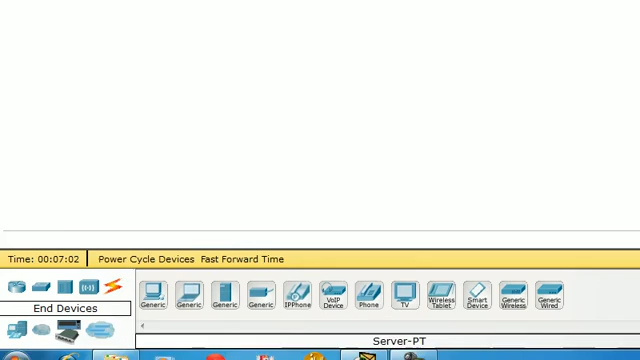 Time: 00:07:02 Power Cycle Devices Fast Forward Time
Generic Generic Generic Generic IPPhone VoIP Device Phone TV Wireless Tablet Smart Device Generic Wireless Generic Wired
End Devices
Server-PT